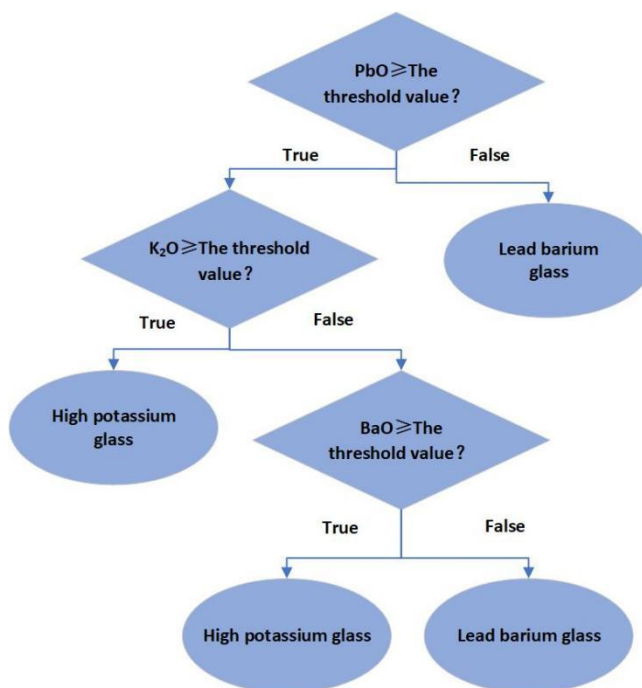 PbO≥The
threshold value?
True
False
K₂O≥The threshold
value?
Lead barium
glass
True
False
High potassium
glass
BaO≥The
threshold value?
True
False
High potassium glass
Lead barium glass